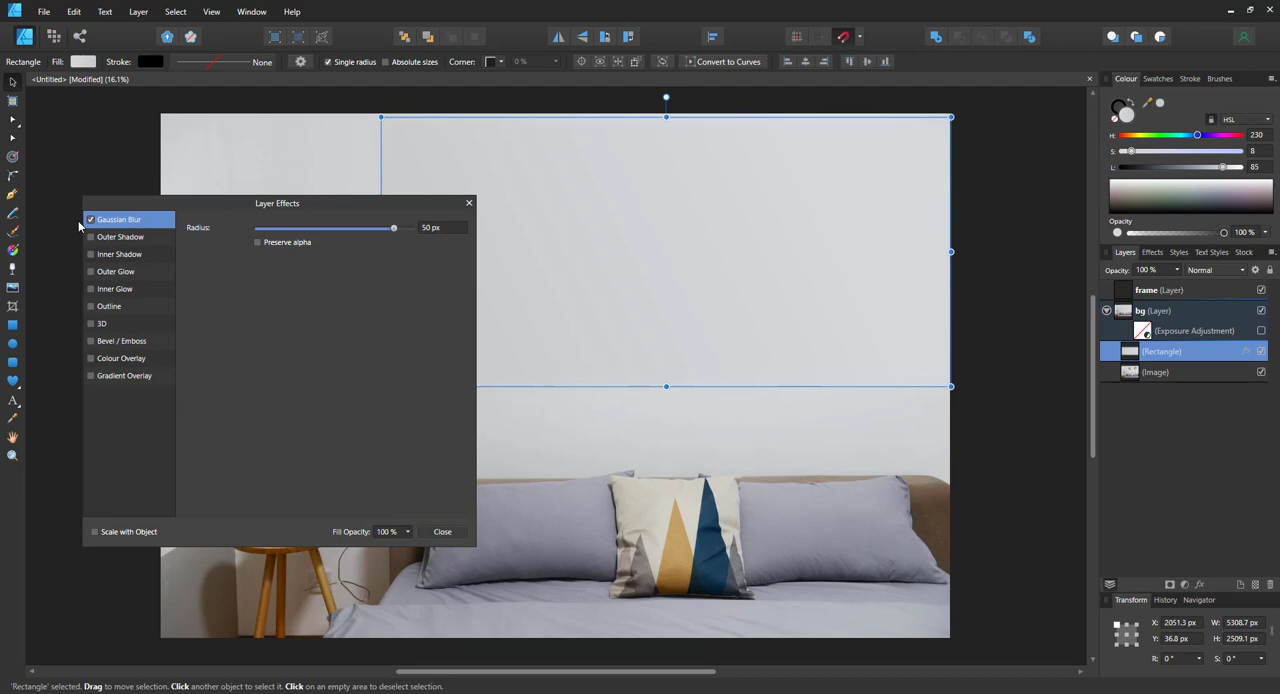 File Edit Text Layer Select View Window Help
Rectangle Fill: Stroke: None Single radius Absolute sizes Corner: 0 % Convert to Curves
<Untitled> [Modified] (16.1%)
Colour Swatches Stroke Brushes
HSL
H: 230
S: 8
L: 85
Opacity
100 %
Layers Effects Styles Text Styles Stock
Opacity: 100 % Normal
frame (Layer)
bg (Layer)
(Exposure Adjustment)
(Rectangle) fx
(Image)
fx
Transform History Navigator
X: 2051.3 px W: 5308.7 px
Y: 36.8 px H: 2509.1 px
R: 0 ° S: 0 °
Layer Effects
Gaussian Blur
Outer Shadow
Inner Shadow
Outer Glow
Inner Glow
Outline
3D
Bevel / Emboss
Colour Overlay
Gradient Overlay
Radius: 50 px
Preserve alpha
Scale with Object Fill Opacity: 100 % Close
'Rectangle' selected. Drag to move selection. Click another object to select it. Click on an empty area to deselect selection.